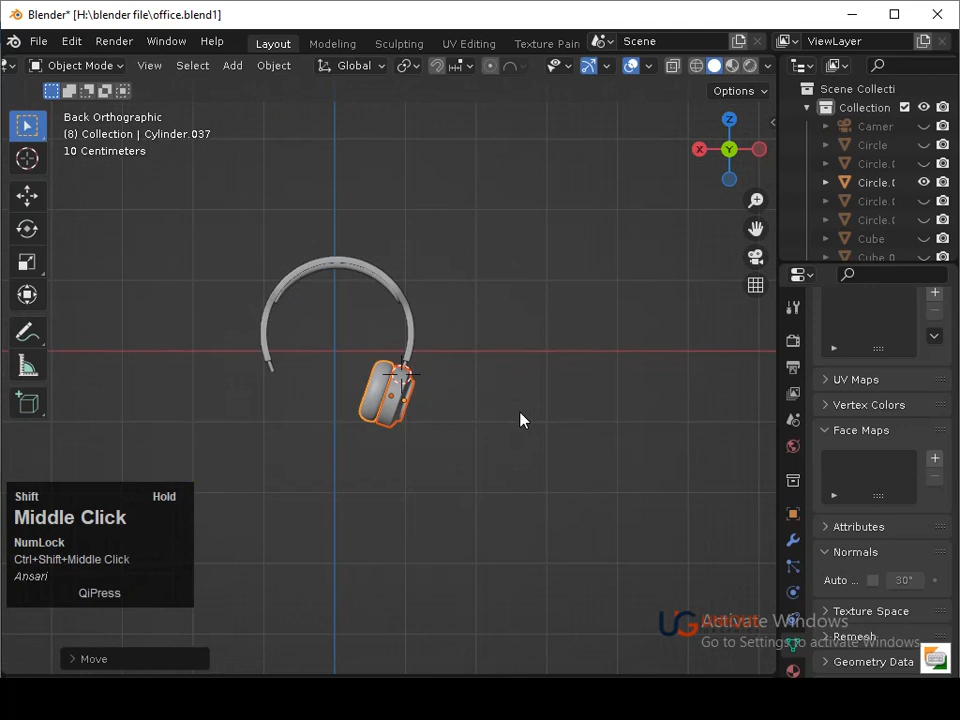 Blender* [H:\blender file\office.blend1]
File Edit Render Window Help Layout Modeling Sculpting UV Editing Texture Pain Scene ViewLayer
Object Mode View Select Add Object Global
Options
Back Orthographic
(8) Collection | Cylinder.037
10 Centimeters
Z
X
Y
Scene Collecti
Collection
Camer
Circle
Circle.(
Circle.(
Circle.(
Circle.(
Cube
Cube.0
UV Maps
Vertex Colors
Face Maps
Attributes
Normals
Auto ... 30°
Texture Space
Remesh
Geometry Data
Shift Hold
Middle Click
NumLock
Ctrl+Shift+Middle Click
Ansari
QiPress
Move
UG
Activate Windows
Go to Settings to activate Windows.